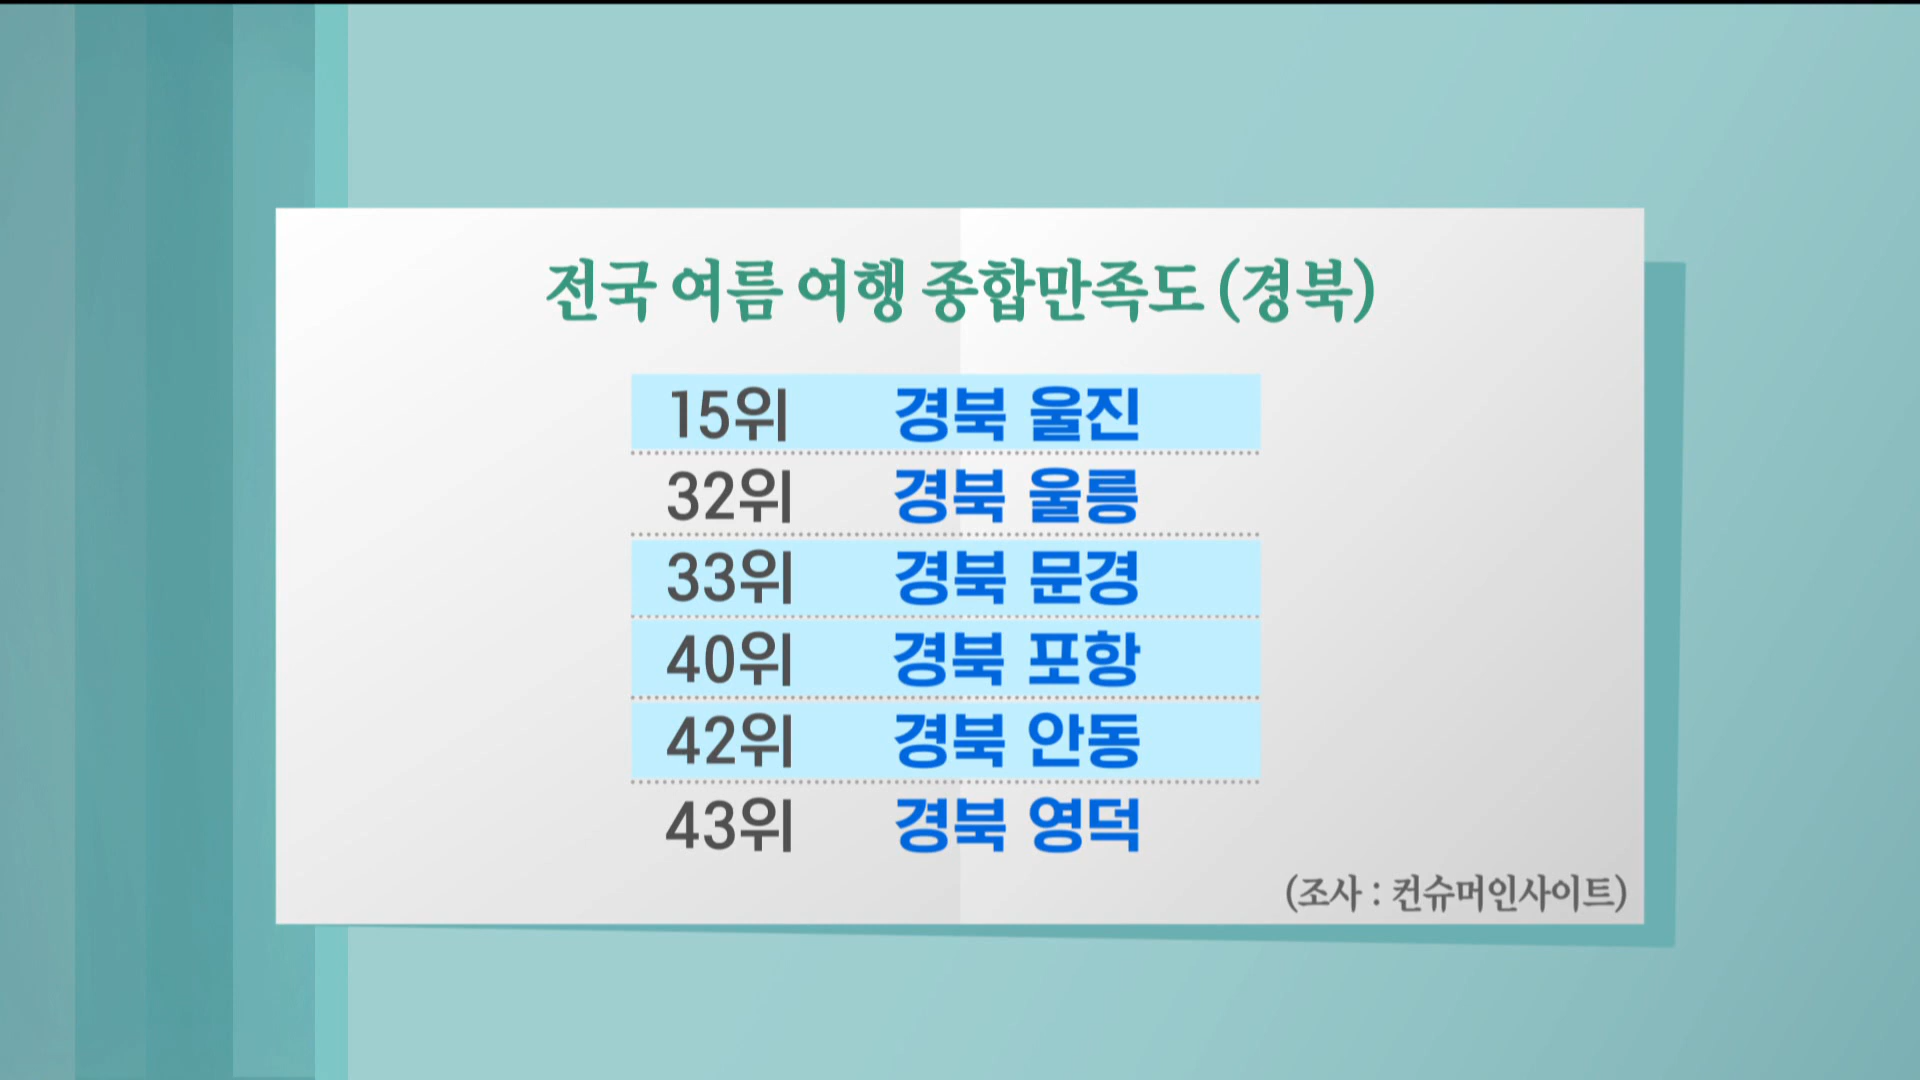 전국 여름 여행 종합만족도 (경북)
15위 경북 울진
32위 경북 울릉
33위 경북 문경
40위 경북 포항
42위 경북 안동
43위 경북 영덕
(조사 : 컨슈머인사이트)